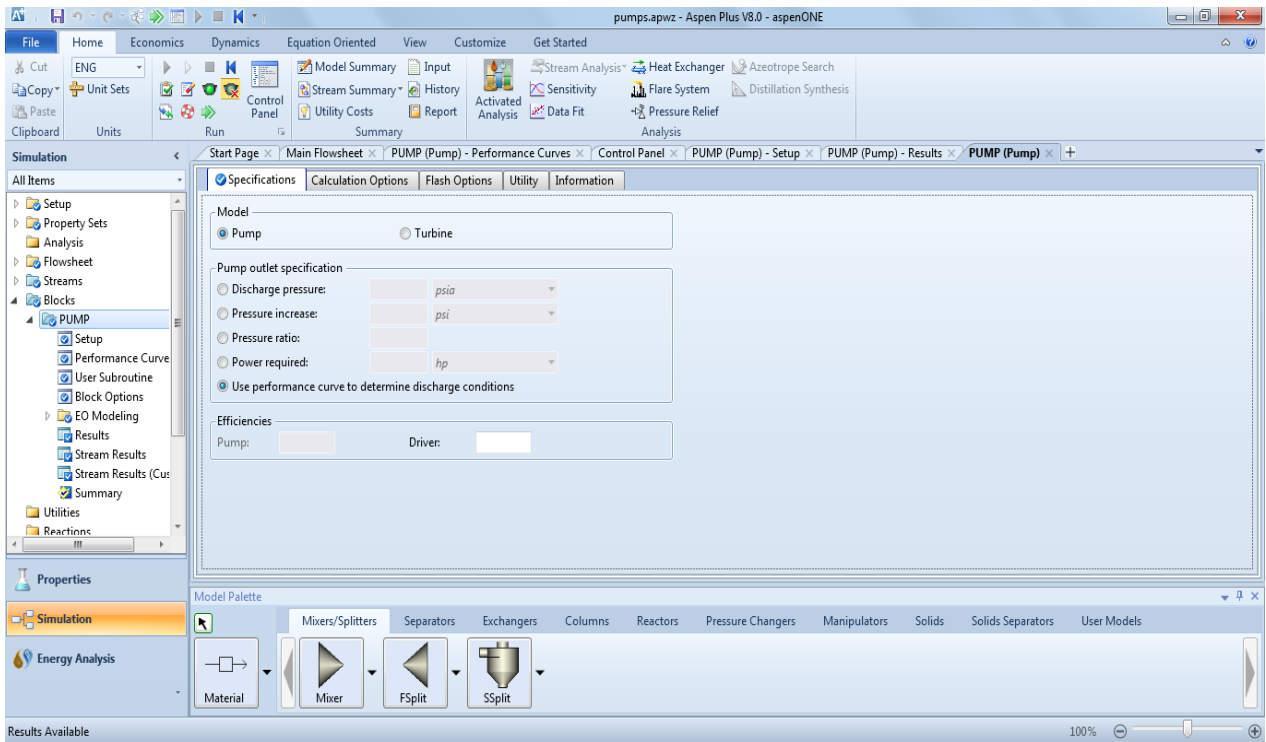 pumps.apwz - Aspen Plus V8.0 - aspenONE
File Home Economics Dynamics Equation Oriented View Customize Get Started
Cut ENG Model Summary Input Stream Analysis Heat Exchanger Azeotrope Search
Copy Unit Sets Stream Summary History Sensitivity Flare System Distillation Synthesis
Paste Control Panel Utility Costs Report Activated Analysis Data Fit Pressure Relief
Clipboard Units Run Summary Analysis
Simulation Start Page Main Flowsheet PUMP (Pump) - Performance Curves Control Panel PUMP (Pump) - Setup PUMP (Pump) - Results PUMP (Pump) +
All Items
Specifications Calculation Options Flash Options Utility Information
Setup
Property Sets
Analysis
Flowsheet
Streams
Blocks
PUMP
Setup
Performance Curve
User Subroutine
Block Options
EO Modeling
Results
Stream Results
Stream Results (Cus
Summary
Utilities
Reactions
Model
Pump Turbine
Pump outlet specification
Discharge pressure: psia
Pressure increase: psi
Pressure ratio:
Power required: hp
Use performance curve to determine discharge conditions
Efficiencies
Pump: Driver:
Properties
Simulation
Energy Analysis
Model Palette
Mixers/Splitters Separators Exchangers Columns Reactors Pressure Changers Manipulators Solids Solids Separators User Models
Material Mixer FSplit SSplit
Results Available 100%